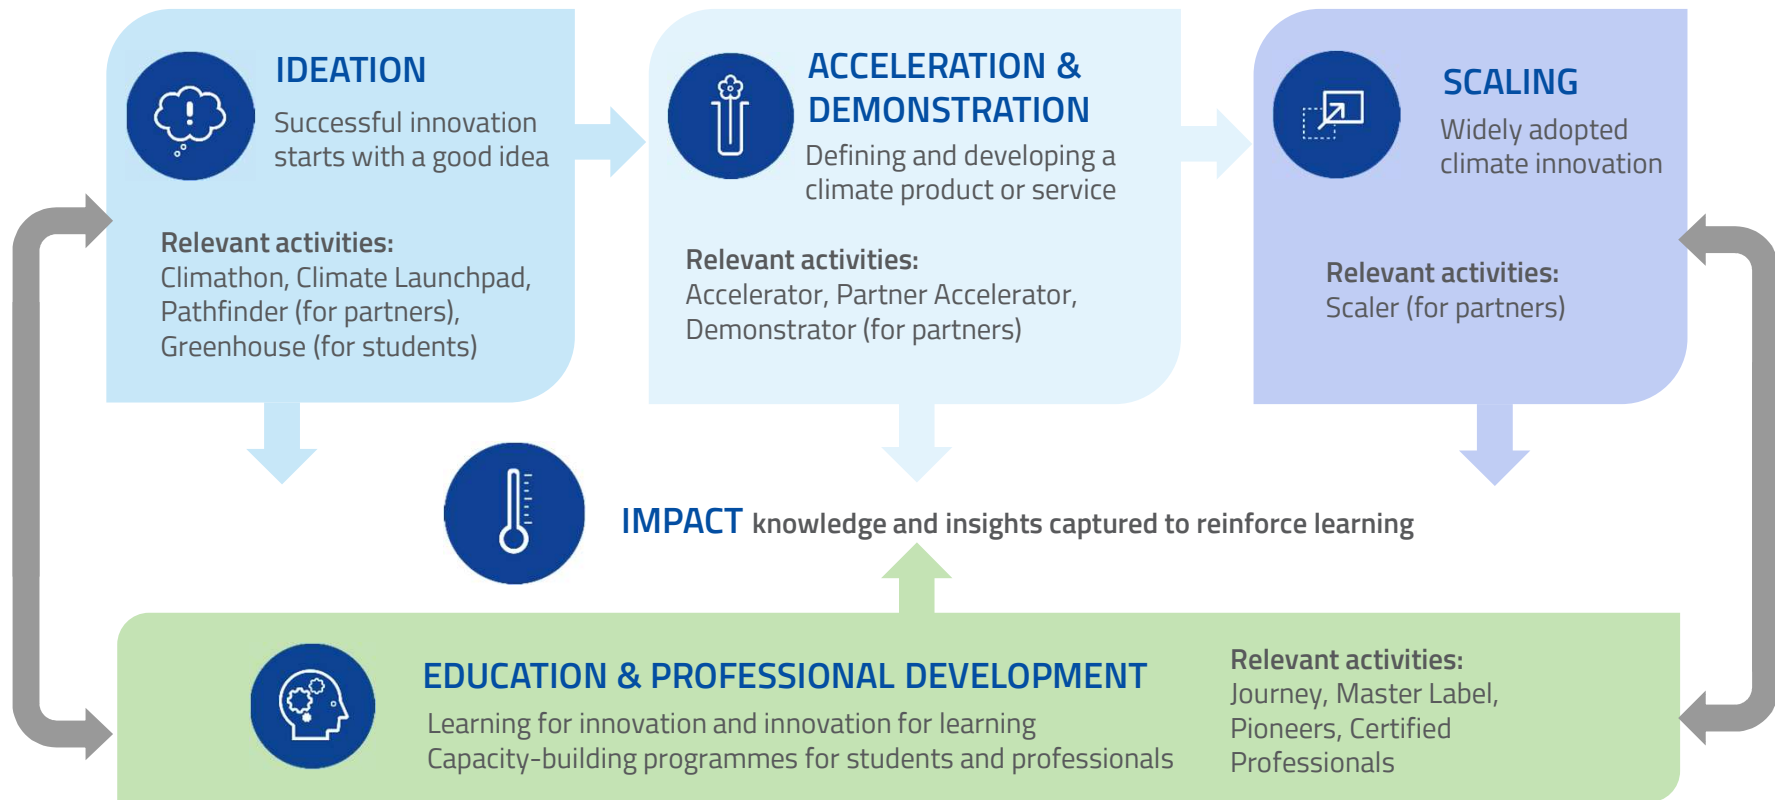 IDEATION
Successful innovation
starts with a good idea
Relevant activities:
Climathon, Climate Launchpad,
Pathfinder (for partners),
Greenhouse (for students)
ACCELERATION &
DEMONSTRATION
Defining and developing a
climate product or service
Relevant activities:
Accelerator, Partner Accelerator,
Demonstrator (for partners)
SCALING
Widely adopted
climate innovation
Relevant activities:
Scaler (for partners)
IMPACT knowledge and insights captured to reinforce learning
EDUCATION & PROFESSIONAL DEVELOPMENT
Learning for innovation and innovation for learning
Capacity-building programmes for students and professionals
Relevant activities:
Journey, Master Label,
Pioneers, Certified
Professionals